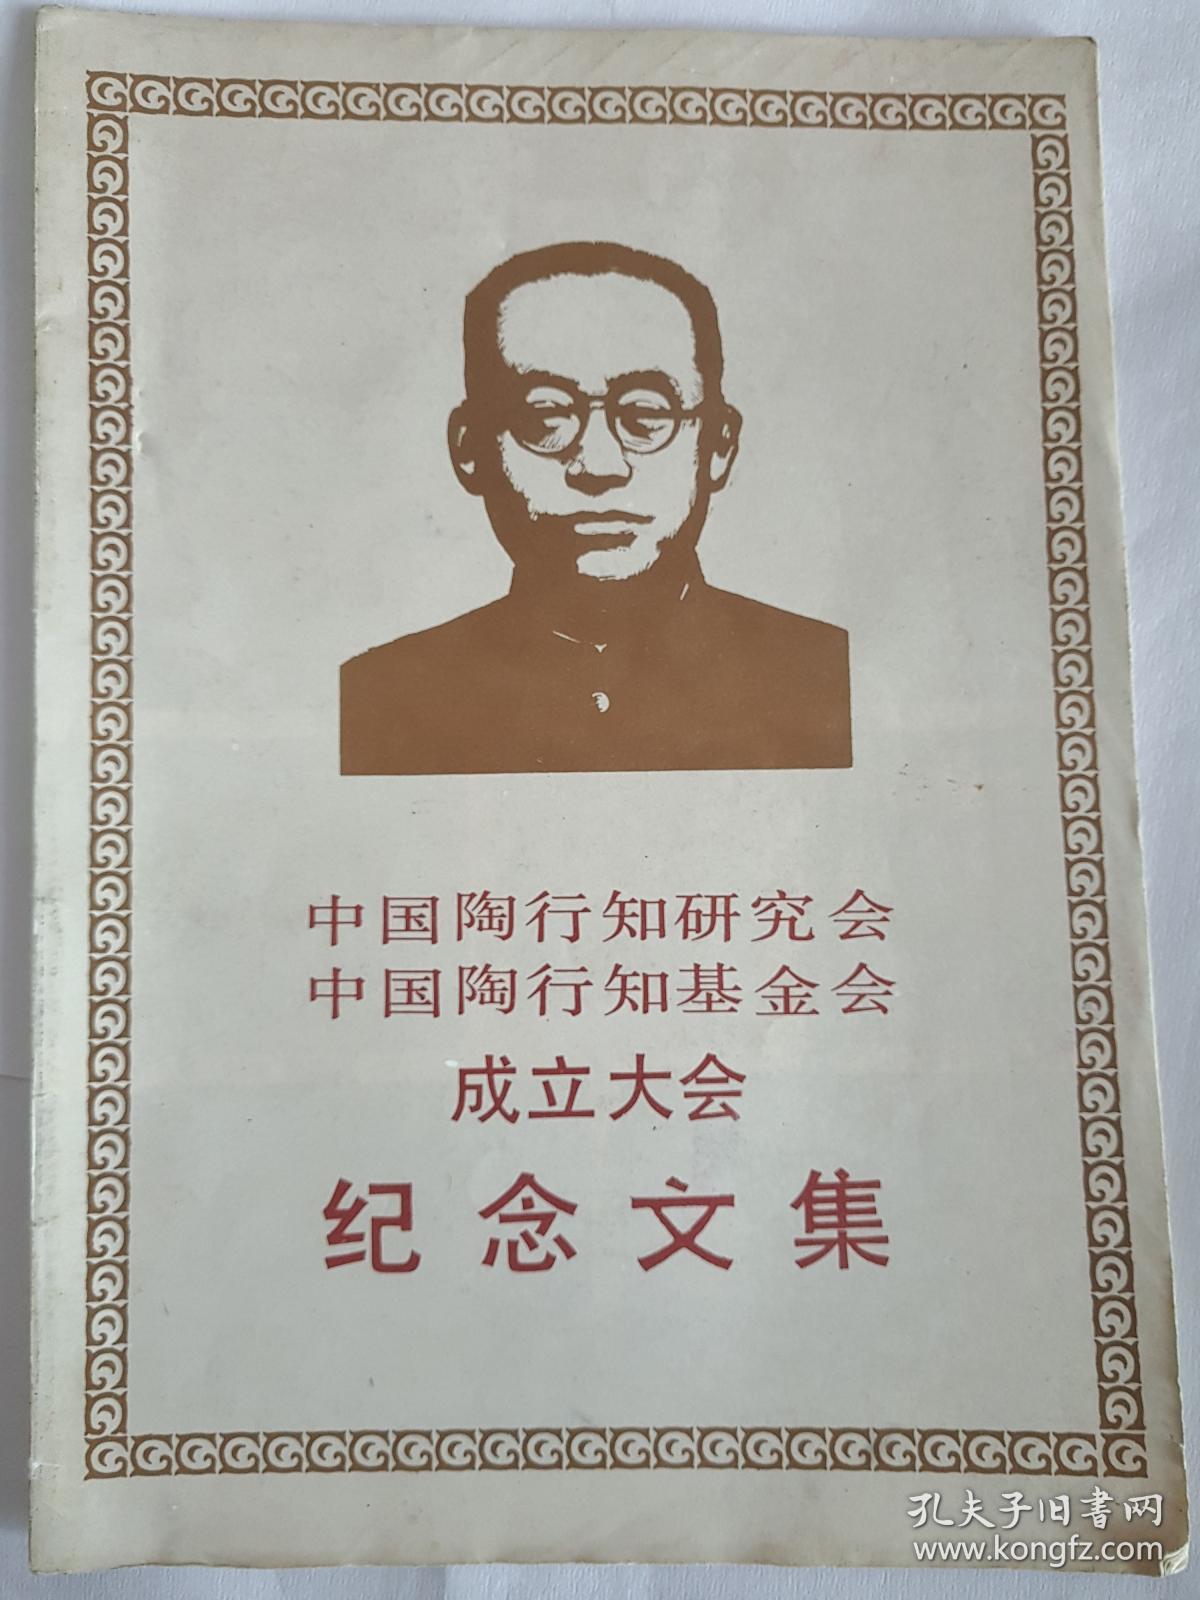 中国陶行知研究会
中国陶行知基金会
成立大会
纪念文集
孔夫子旧書网
www.kongfz.com